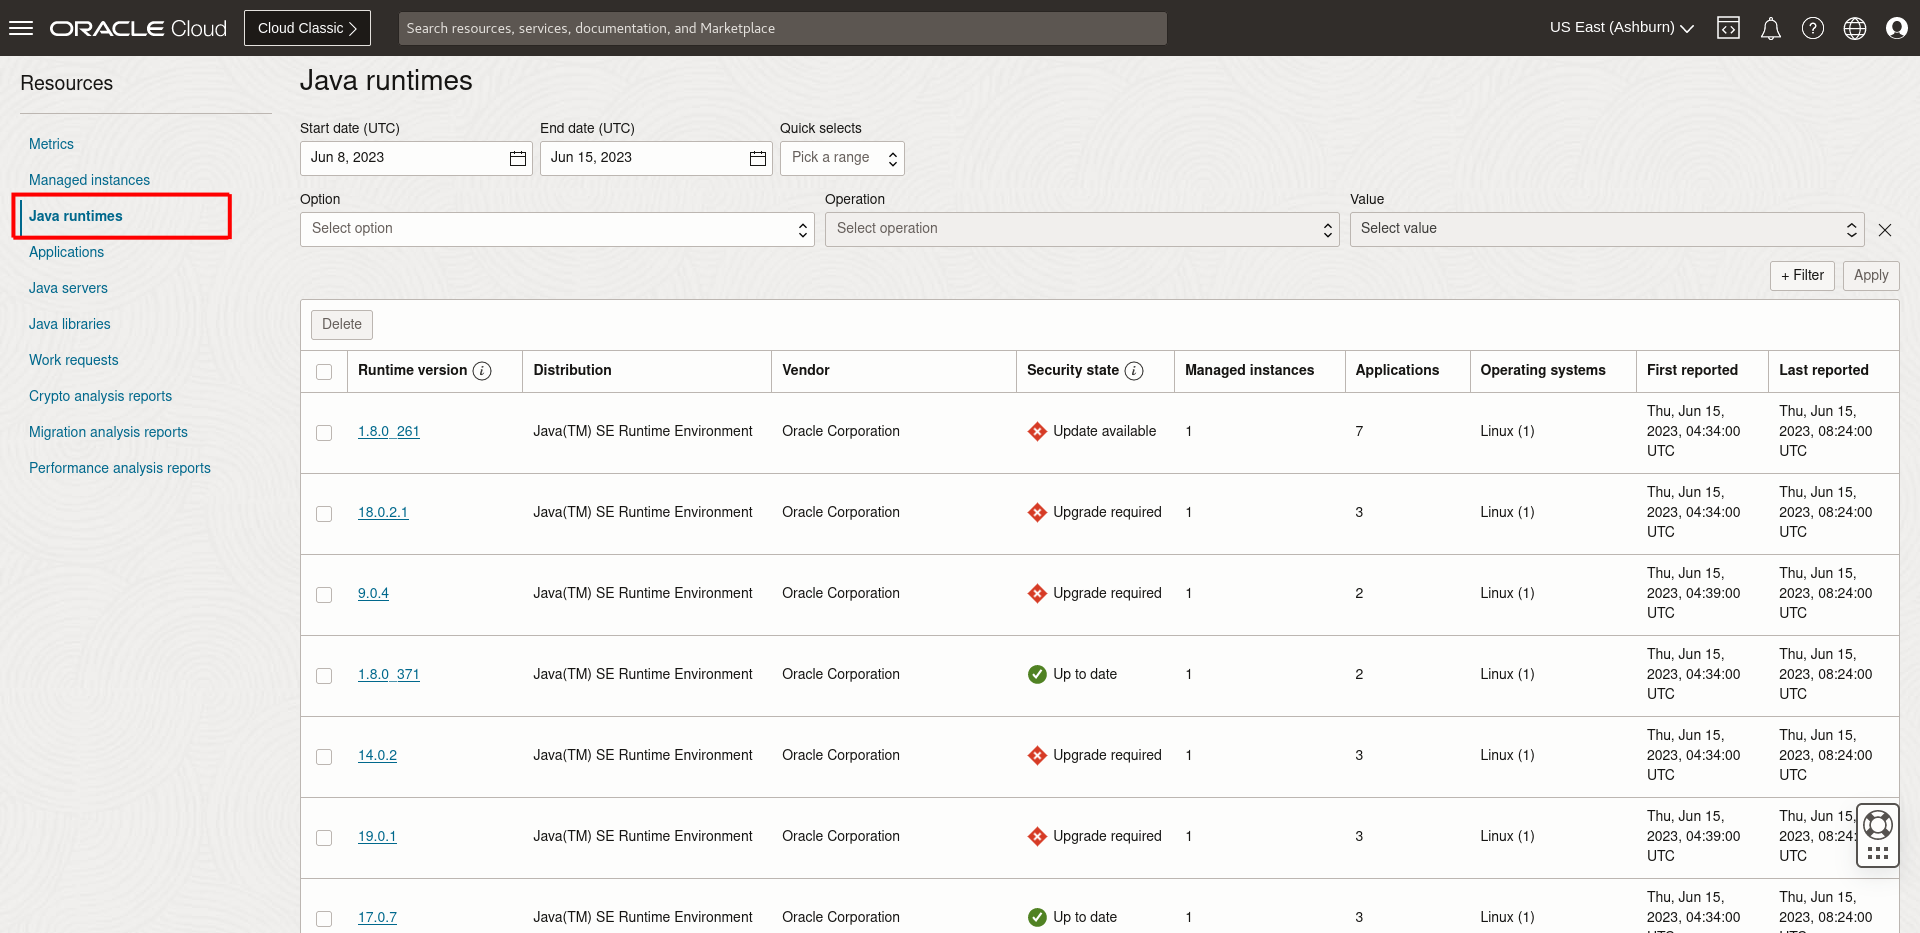 ORACLE Cloud
Cloud Classic
Search resources, services, documentation, and Marketplace
US East (Ashburn)
Resources
Metrics
Managed instances
Java runtimes
Applications
Java servers
Java libraries
Work requests
Crypto analysis reports
Migration analysis reports
Performance analysis reports
Java runtimes
Start date (UTC) End date (UTC) Quick selects
Jun 8, 2023 Jun 15, 2023 Pick a range
Option Operation Value
Select option Select operation Select value
+ Filter Apply
Delete
Runtime version Distribution Vendor Security state Managed instances Applications Operating systems First reported Last reported
1.8.0_261 Java(TM) SE Runtime Environment Oracle Corporation Update available 1 7 Linux (1) Thu, Jun 15, 2023, 04:34:00 UTC Thu, Jun 15, 2023, 08:24:00 UTC
18.0.2.1 Java(TM) SE Runtime Environment Oracle Corporation Upgrade required 1 3 Linux (1) Thu, Jun 15, 2023, 04:34:00 UTC Thu, Jun 15, 2023, 08:24:00 UTC
9.0.4 Java(TM) SE Runtime Environment Oracle Corporation Upgrade required 1 2 Linux (1) Thu, Jun 15, 2023, 04:39:00 UTC Thu, Jun 15, 2023, 08:24:00 UTC
1.8.0_371 Java(TM) SE Runtime Environment Oracle Corporation Up to date 1 2 Linux (1) Thu, Jun 15, 2023, 04:34:00 UTC Thu, Jun 15, 2023, 08:24:00 UTC
14.0.2 Java(TM) SE Runtime Environment Oracle Corporation Upgrade required 1 3 Linux (1) Thu, Jun 15, 2023, 04:34:00 UTC Thu, Jun 15, 2023, 08:24:00 UTC
19.0.1 Java(TM) SE Runtime Environment Oracle Corporation Upgrade required 1 3 Linux (1) Thu, Jun 15, 2023, 04:39:00 UTC Thu, Jun 15, 2023, 08:24: UTC
17.0.7 Java(TM) SE Runtime Environment Oracle Corporation Up to date 1 3 Linux (1) Thu, Jun 15, 2023, 04:34:00 Thu, Jun 15, 2023, 08:24:00